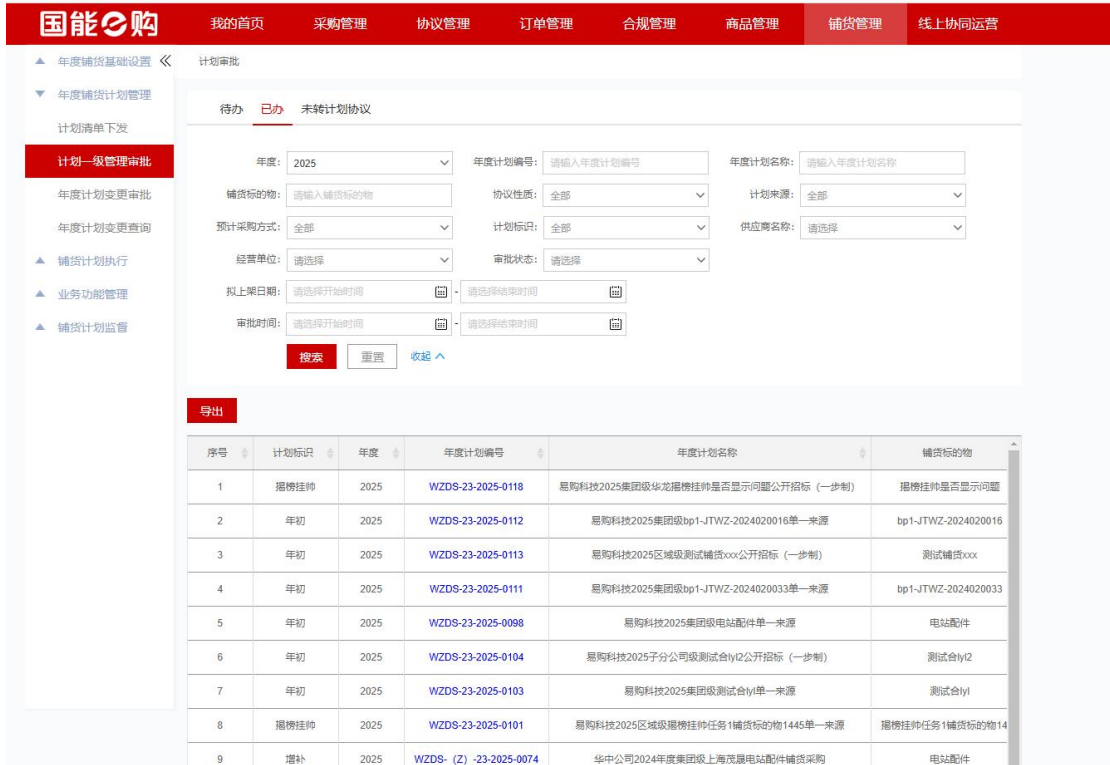 国能e购 我的首页 采购管理 协议管理 订单管理 合规管理 商品管理 铺货管理 线上协同运营
年度铺货基础设置
年度铺货计划管理
计划清单下发
计划一级管理审批
年度计划变更审批
年度计划变更查询
铺货计划执行
业务功能管理
铺货计划监督
计划审批
待办 已办 未转计划协议
年度: 2025 年度计划编号: 请输入年度计划编号 年度计划名称: 请输入年度计划名称
铺货标的物: 请输入铺货标的物 协议性质: 全部 计划来源: 全部
预计采购方式: 全部 计划标识: 全部 供应商名称: 请选择
经营单位: 请选择 审批状态: 请选择
拟上架日期: 请选择开始时间 - 请选择结束时间
审批时间: 请选择开始时间 - 请选择结束时间
搜索 重置 收起
导出
序号 计划标识 年度 年度计划编号 年度计划名称 铺货标的物
1 揭榜挂帅 2025 WZDS-23-2025-0118 易购科技2025集团级华龙揭榜挂帅是否显示问题公开招标（一步制） 揭榜挂帅是否显示问题
2 年初 2025 WZDS-23-2025-0112 易购科技2025集团级bp1-JTWZ-2024020016单一来源 bp1-JTWZ-2024020016
3 年初 2025 WZDS-23-2025-0113 易购科技2025区域级测试铺货xxx公开招标（一步制） 测试铺货xxx
4 年初 2025 WZDS-23-2025-0111 易购科技2025集团级bp1-JTWZ-2024020033单一来源 bp1-JTWZ-2024020033
5 年初 2025 WZDS-23-2025-0098 易购科技2025集团级电站配件单一来源 电站配件
6 年初 2025 WZDS-23-2025-0104 易购科技2025子分公司级测试合lyl2公开招标（一步制） 测试合lyl2
7 年初 2025 WZDS-23-2025-0103 易购科技2025集团级测试合lyl单一来源 测试合lyl
8 揭榜挂帅 2025 WZDS-23-2025-0101 易购科技2025区域级揭榜挂帅任务1铺货标的物1445单一来源 揭榜挂帅任务1铺货标的物14
9 增补 2025 WZDS-（Z）-23-2025-0074 华中公司2024年度集团级上海茂晟电站配件铺货采购 电站配件